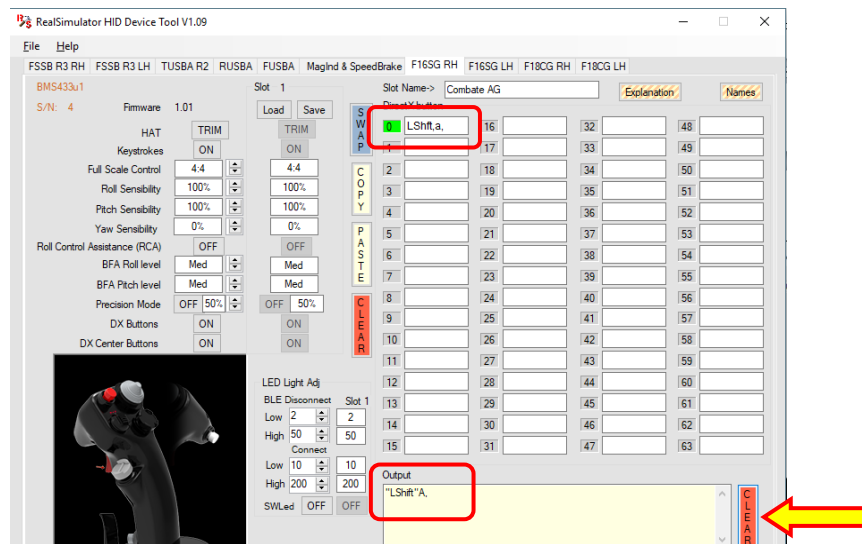 RealSimulator HID Device Tool V1.09
File Help
FSSB R3 RH FSSB R3 LH TUSBA R2 RUSBA FUSBA MagInd & SpeedBrake F16SG RH F16SG LH F18CG RH F18CG LH
BMS433u1
S/N: 4 Firmware 1.01
HAT TRIM
Keystrokes ON
Full Scale Control 4:4
Roll Sensibility 100%
Pitch Sensibility 100%
Yaw Sensibility 0%
Roll Control Assistance (RCA) OFF
BFA Roll level Med
BFA Pitch level Med
Precision Mode OFF 50%
DX Buttons ON
DX Center Buttons ON
Slot 1
Load Save
TRIM
ON
4:4
100%
100%
0%
OFF
Med
Med
OFF 50%
ON
ON
LED Light Adj
BLE Disconnect Slot 1
Low 2 2
High 50 50
Connect
Low 10 10
High 200 200
SWLed OFF OFF
SWAP
COPY
PASTE
CLEAR
Slot Name-> Combate AG Explanation Names
DirectX button
0 LShft,a, 16 32 48
1 17 33 49
2 18 34 50
3 19 35 51
4 20 36 52
5 21 37 53
6 22 38 54
7 23 39 55
8 24 40 56
9 25 41 57
10 26 42 58
11 27 43 59
12 28 44 60
13 29 45 61
14 30 46 62
15 31 47 63
Output
"LShift"A,
CLEAR